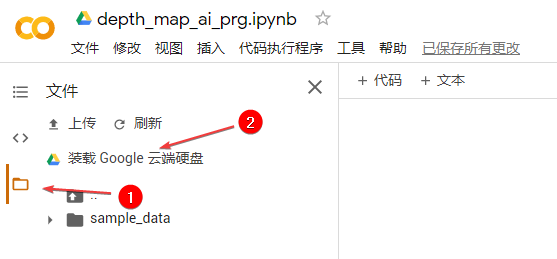 depth_map_ai_prg.ipynb
文件 修改 视图 插入 代码执行程序 工具 帮助 已保存所有更改
文件
+ 代码 + 文本
上传 刷新
2
装载 Google 云端硬盘
1
..
sample_data